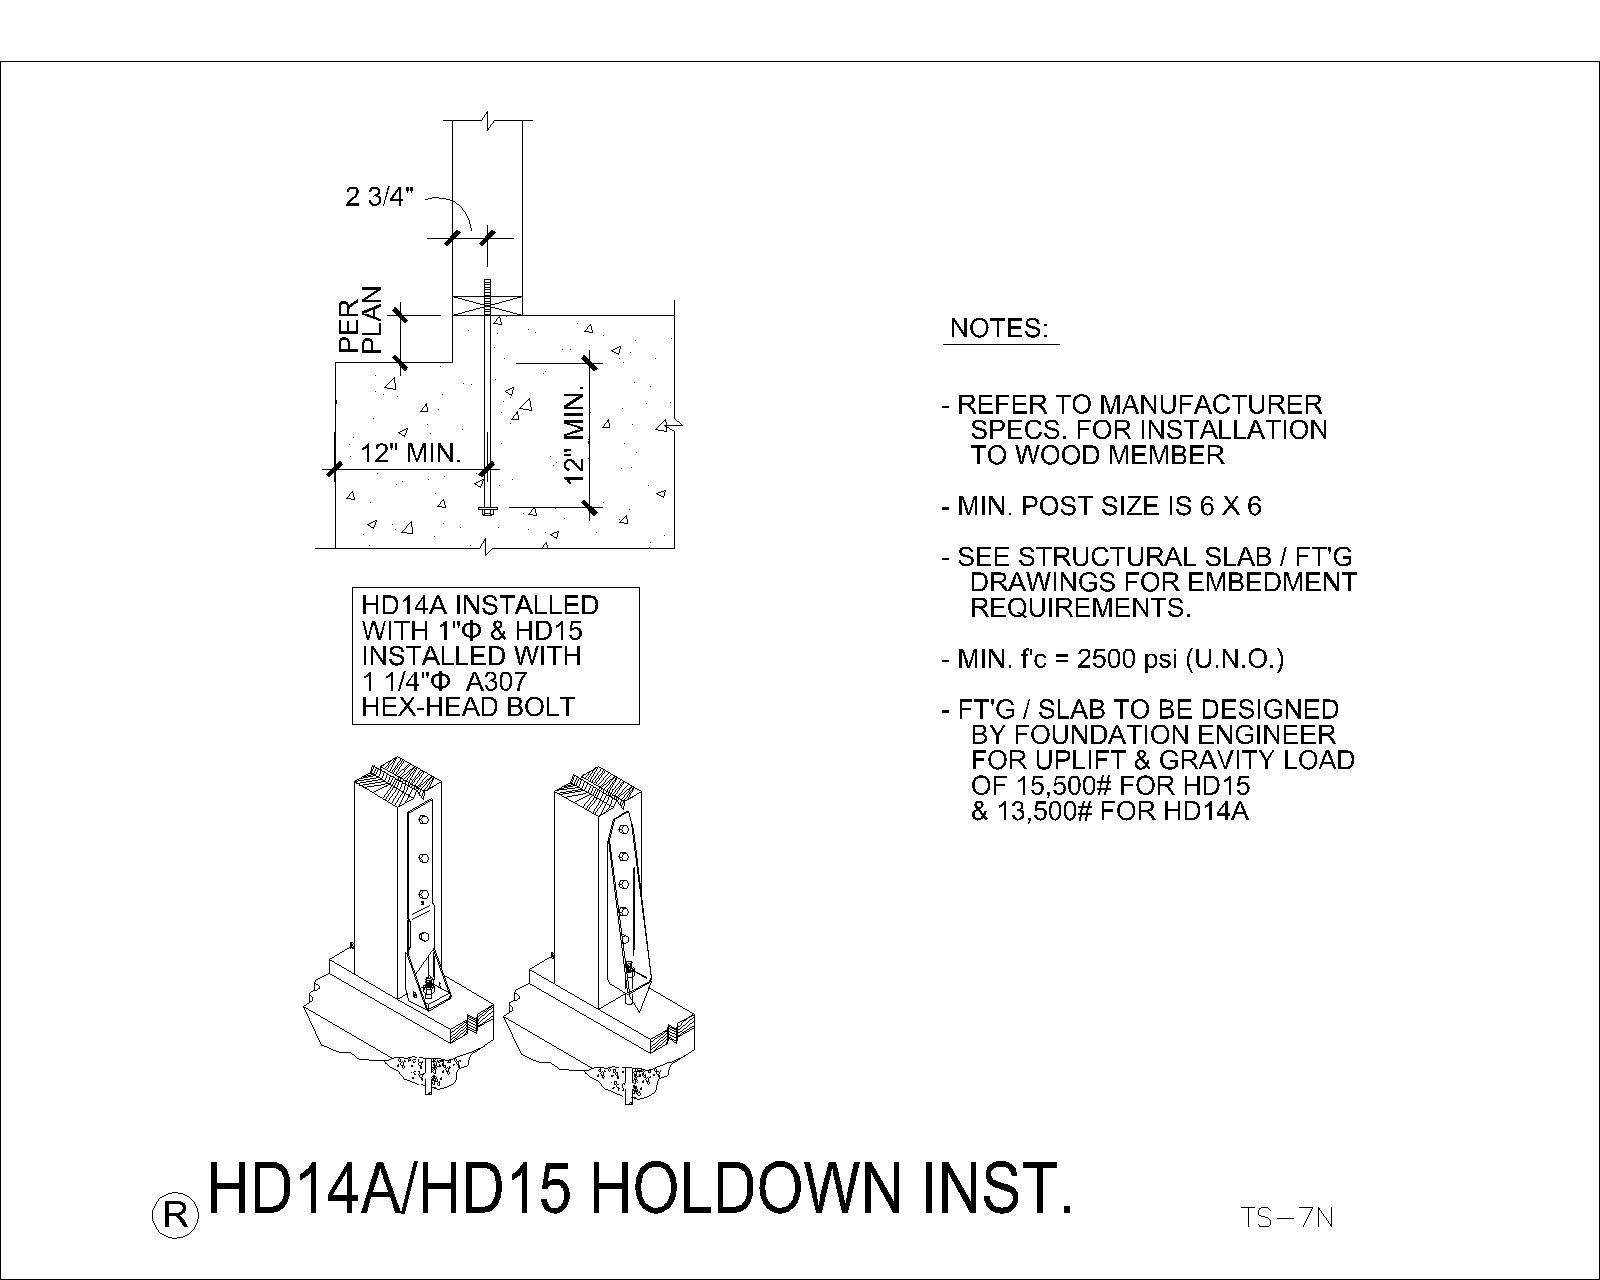 2 3/4"
PER
PLAN
12" MIN.
12" MIN.
HD14A INSTALLED
WITH 1"Φ & HD15
INSTALLED WITH
1 1/4"Φ A307
HEX-HEAD BOLT
NOTES:
- REFER TO MANUFACTURER
SPECS. FOR INSTALLATION
TO WOOD MEMBER
- MIN. POST SIZE IS 6 X 6
- SEE STRUCTURAL SLAB / FT'G
DRAWINGS FOR EMBEDMENT
REQUIREMENTS.
- MIN. f'c = 2500 psi (U.N.O.)
- FT'G / SLAB TO BE DESIGNED
BY FOUNDATION ENGINEER
FOR UPLIFT & GRAVITY LOAD
OF 15,500# FOR HD15
& 13,500# FOR HD14A
R HD14A/HD15 HOLDOWN INST.
TS-7N